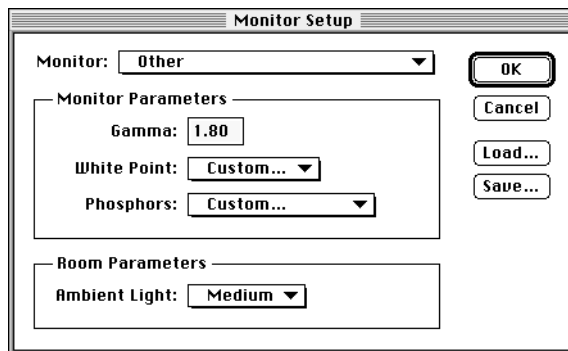 Monitor Setup
Monitor: Other
OK
Monitor Parameters
Cancel
Gamma: 1.80
Load...
White Point: Custom...
Save...
Phosphors: Custom...
Room Parameters
Ambient Light: Medium